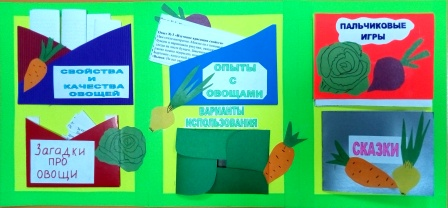 СВОЙСТВА
И
КАЧЕСТВА
ОВОЩЕЙ
Загадки
про
овощи
ОПЫТЫ
С
ОВОЩАМИ
ВАРИАНТЫ
ИСПОЛЬЗОВАНИЯ
ПАЛЬЧИКОВЫЕ
ИГРЫ
СКАЗКИ